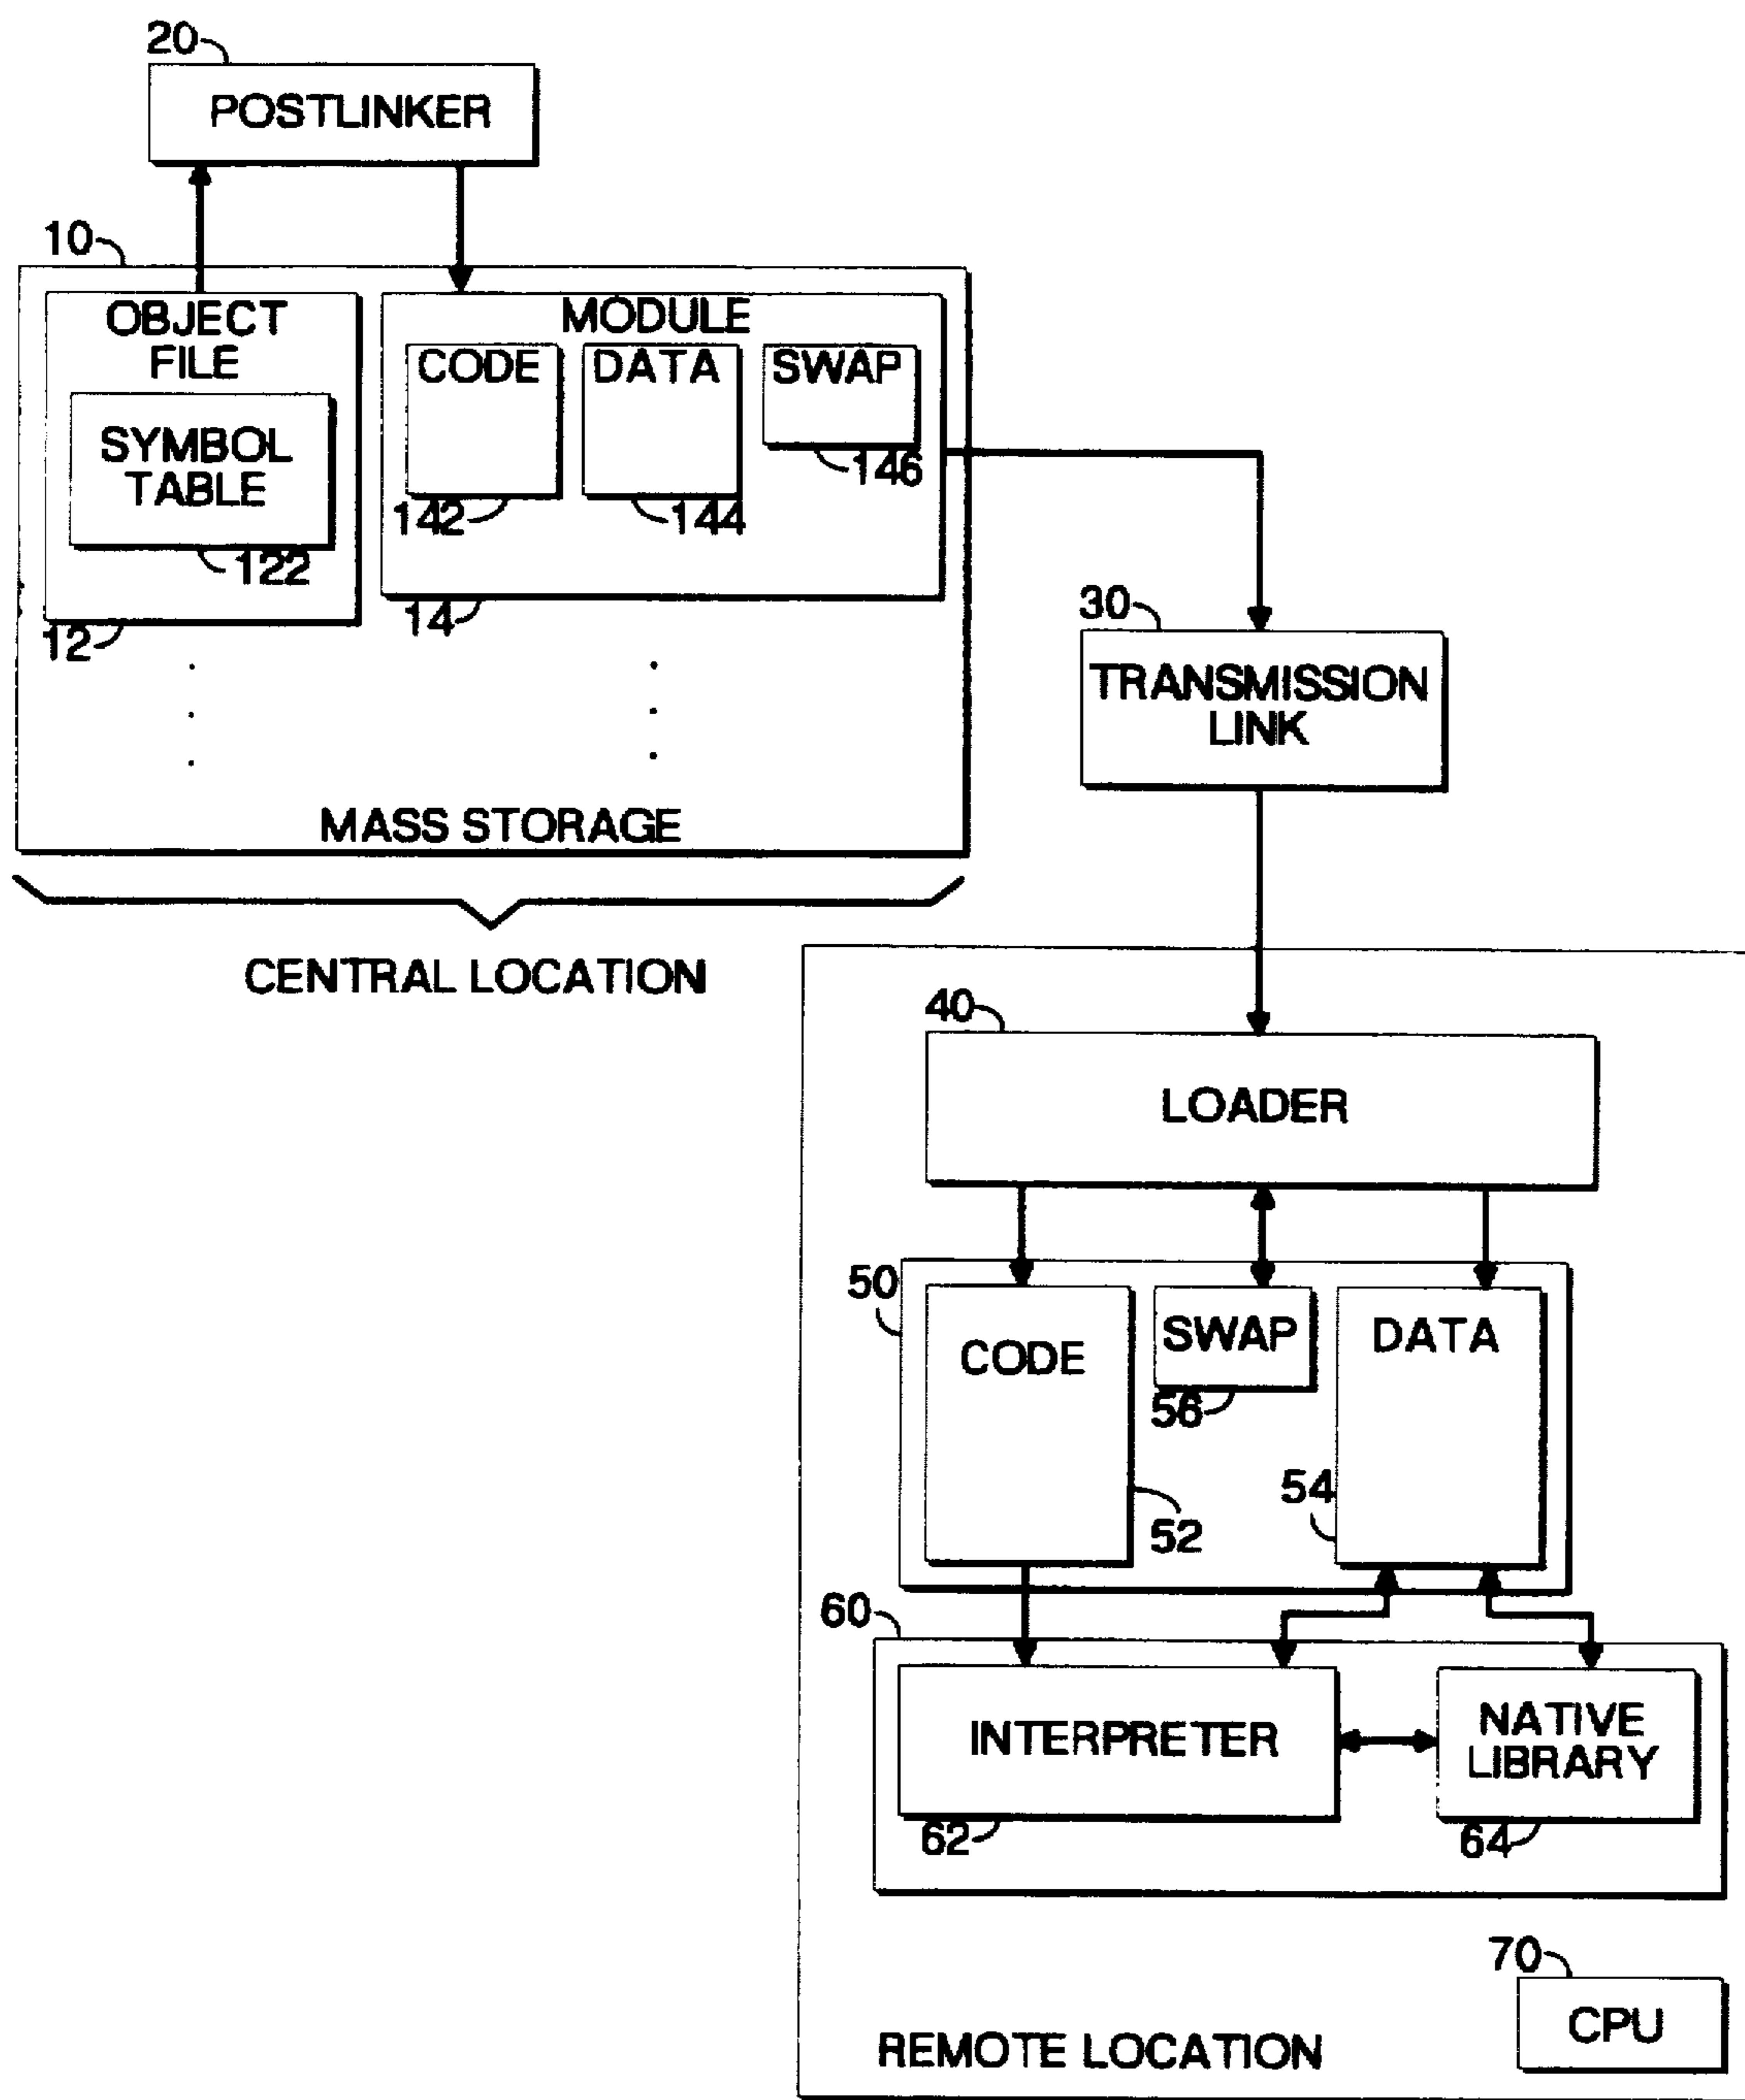 20
POSTLINKER
10
OBJECT
FILE
SYMBOL
TABLE
122
12
MODULE
CODE
DATA
SWAP
142
144
146
14
MASS STORAGE
CENTRAL LOCATION
30
TRANSMISSION
LINK
40
LOADER
50
CODE
SWAP
DATA
56
52
54
60
INTERPRETER
NATIVE
LIBRARY
62
64
70
CPU
REMOTE LOCATION